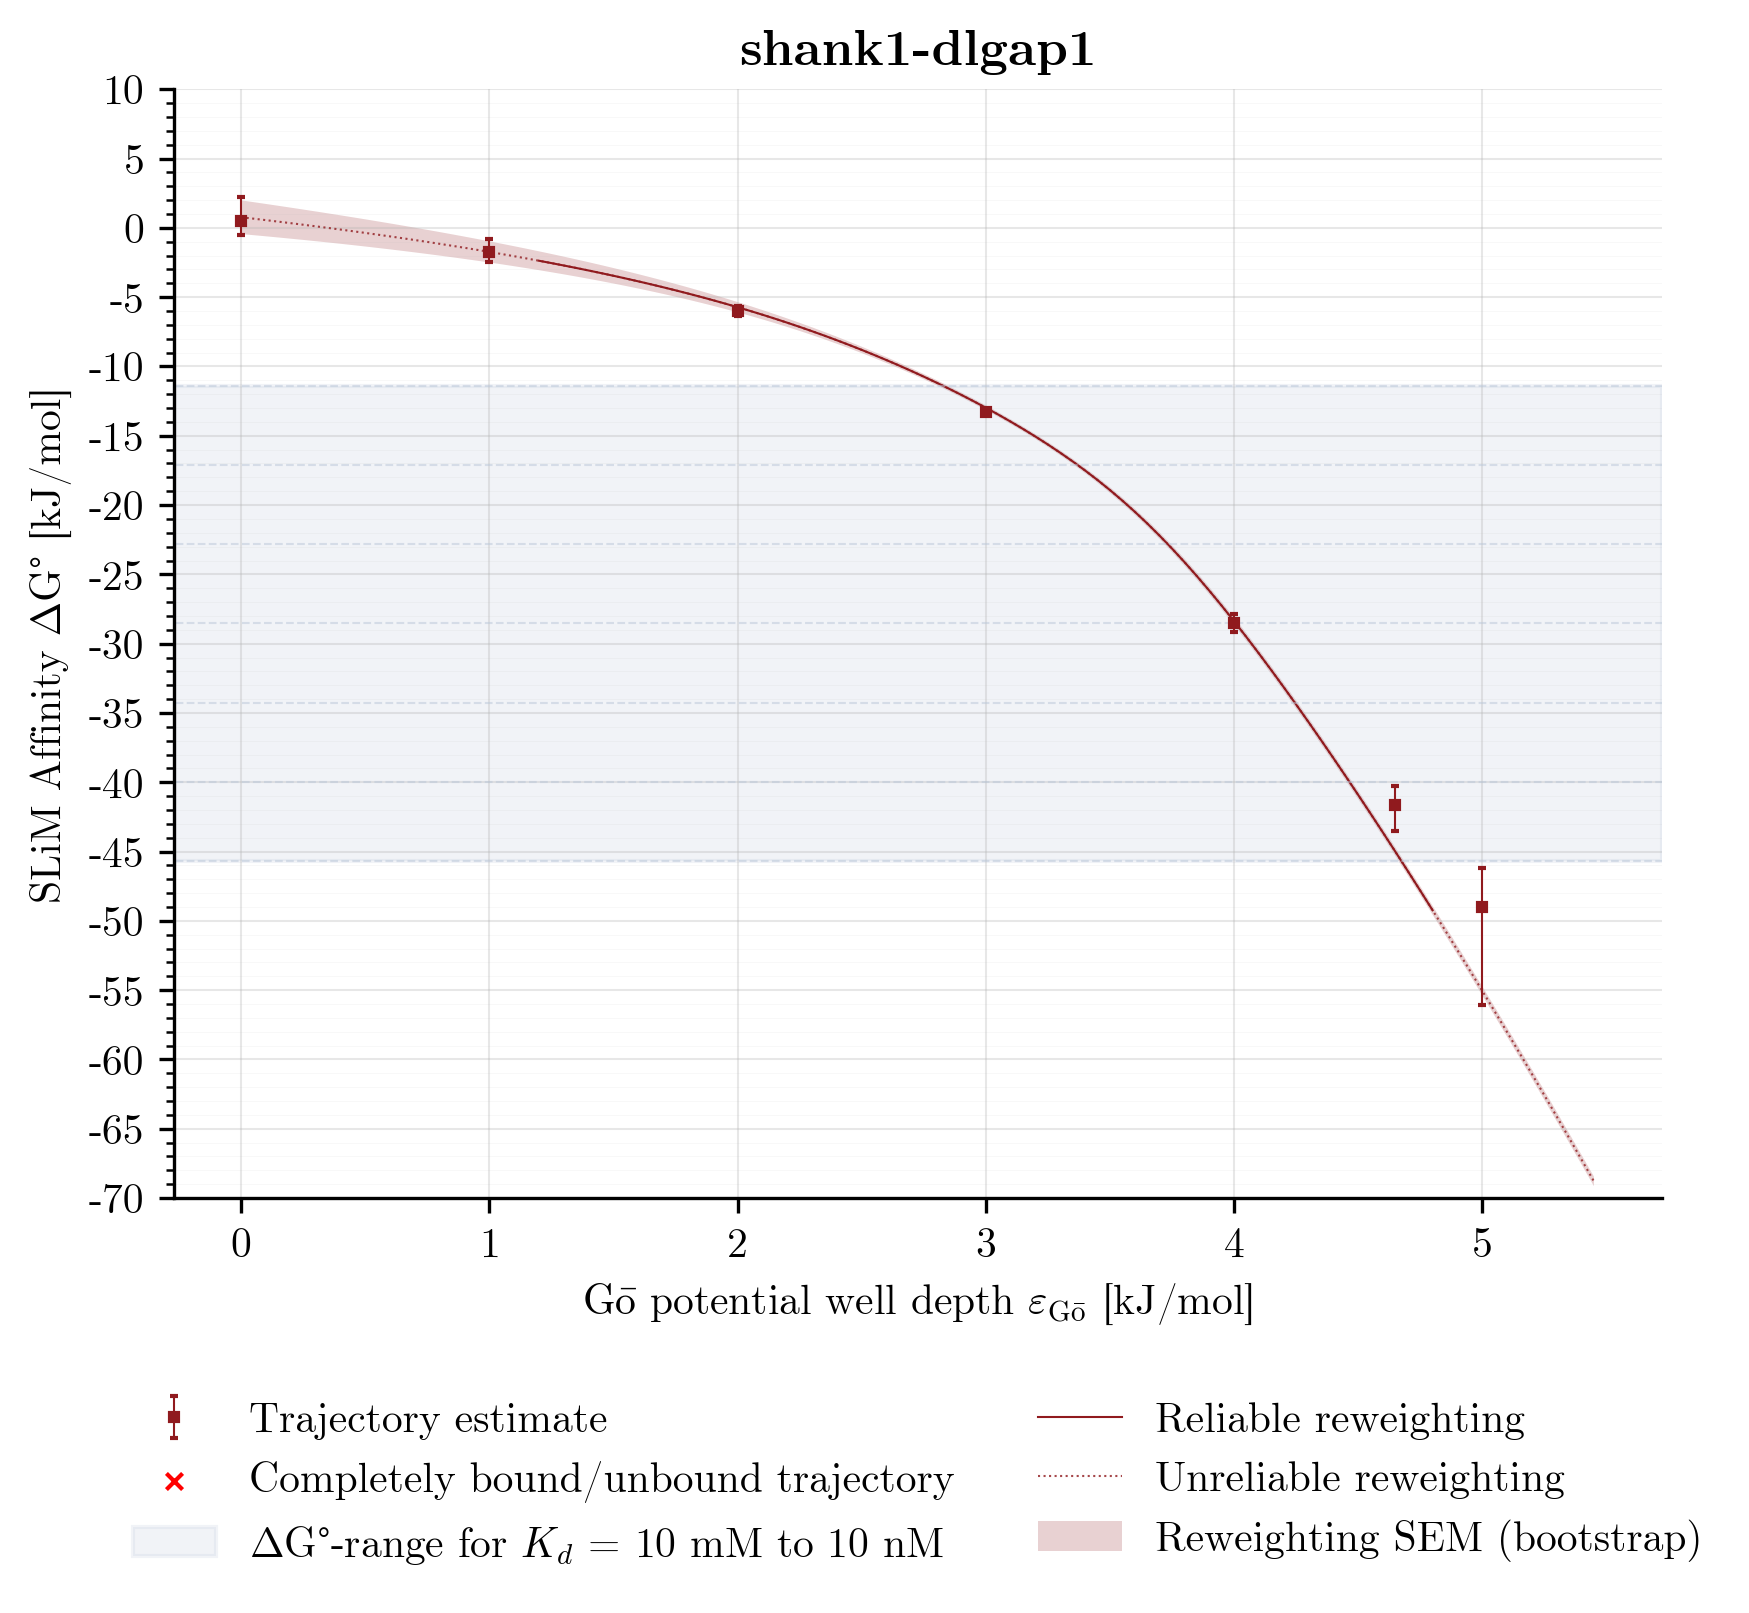 shank1-dlgap1
10
5
0
-5
-10
-15
-20
-25
-30
-35
-40
-45
-50
-55
-60
-65
-70
SLiM Affinity ΔG° [kJ/mol]
0 1 2 3 4 5
Gō potential well depth ε_Gō [kJ/mol]
Trajectory estimate
Completely bound/unbound trajectory
ΔG°-range for K_d = 10 mM to 10 nM
Reliable reweighting
Unreliable reweighting
Reweighting SEM (bootstrap)